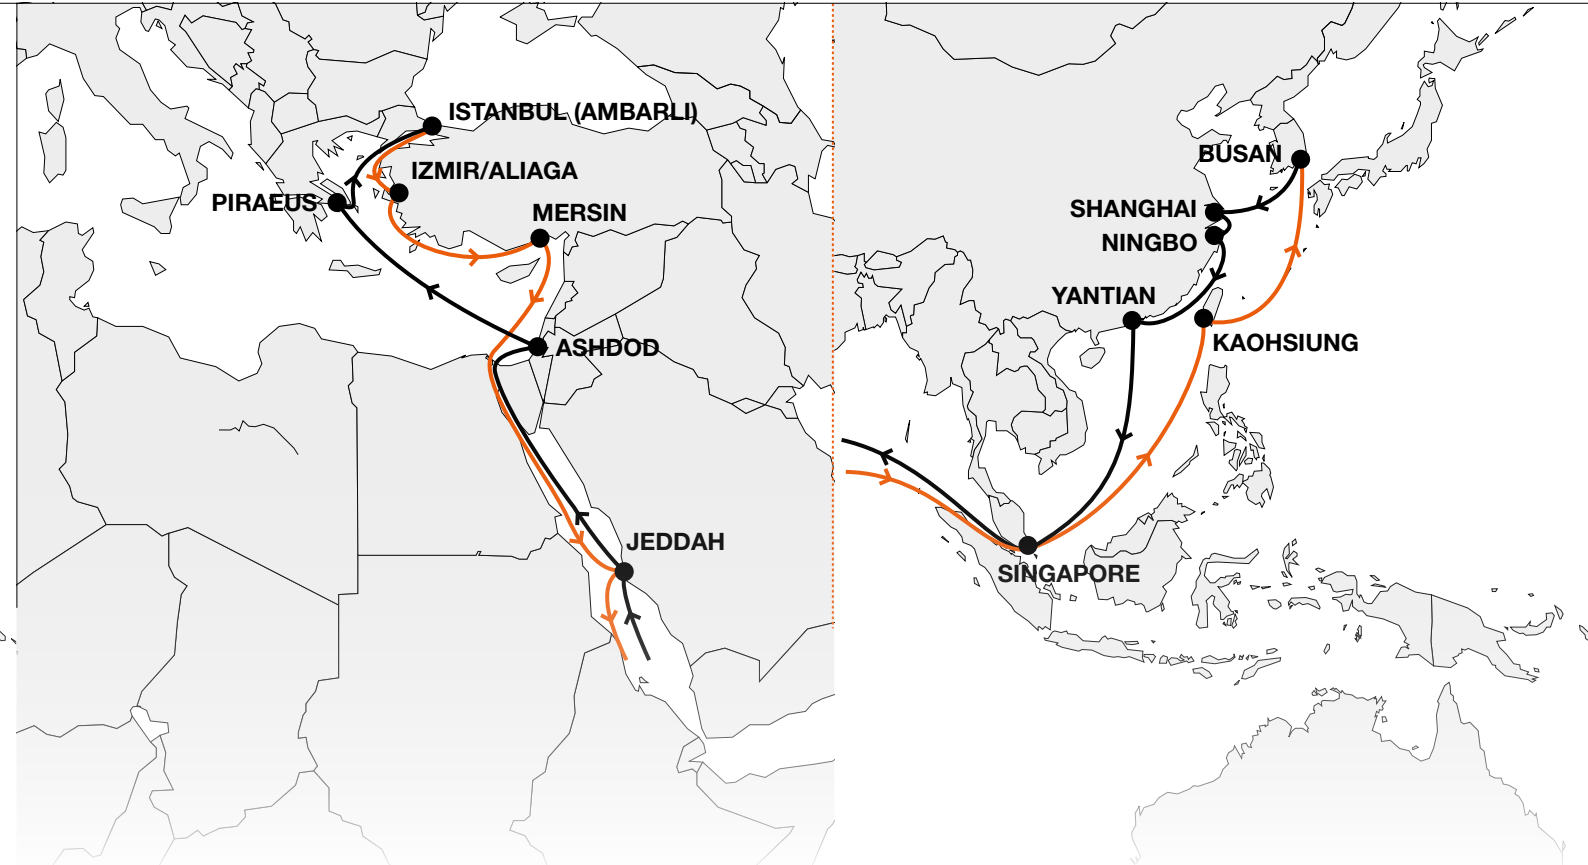 ISTANBUL (AMBARLI)
IZMIR/ALIAGA
PIRAEUS
MERSIN
ASHDOD
JEDDAH
BUSAN
SHANGHAI
NINGBO
YANTIAN
KAOHSIUNG
SINGAPORE